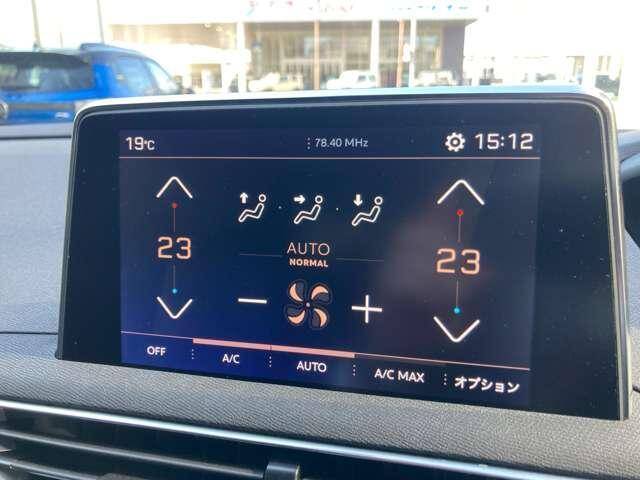 19°C
78.40 MHz
15:12
23
AUTO
NORMAL
23
OFF
A/C
AUTO
A/C MAX
オプション